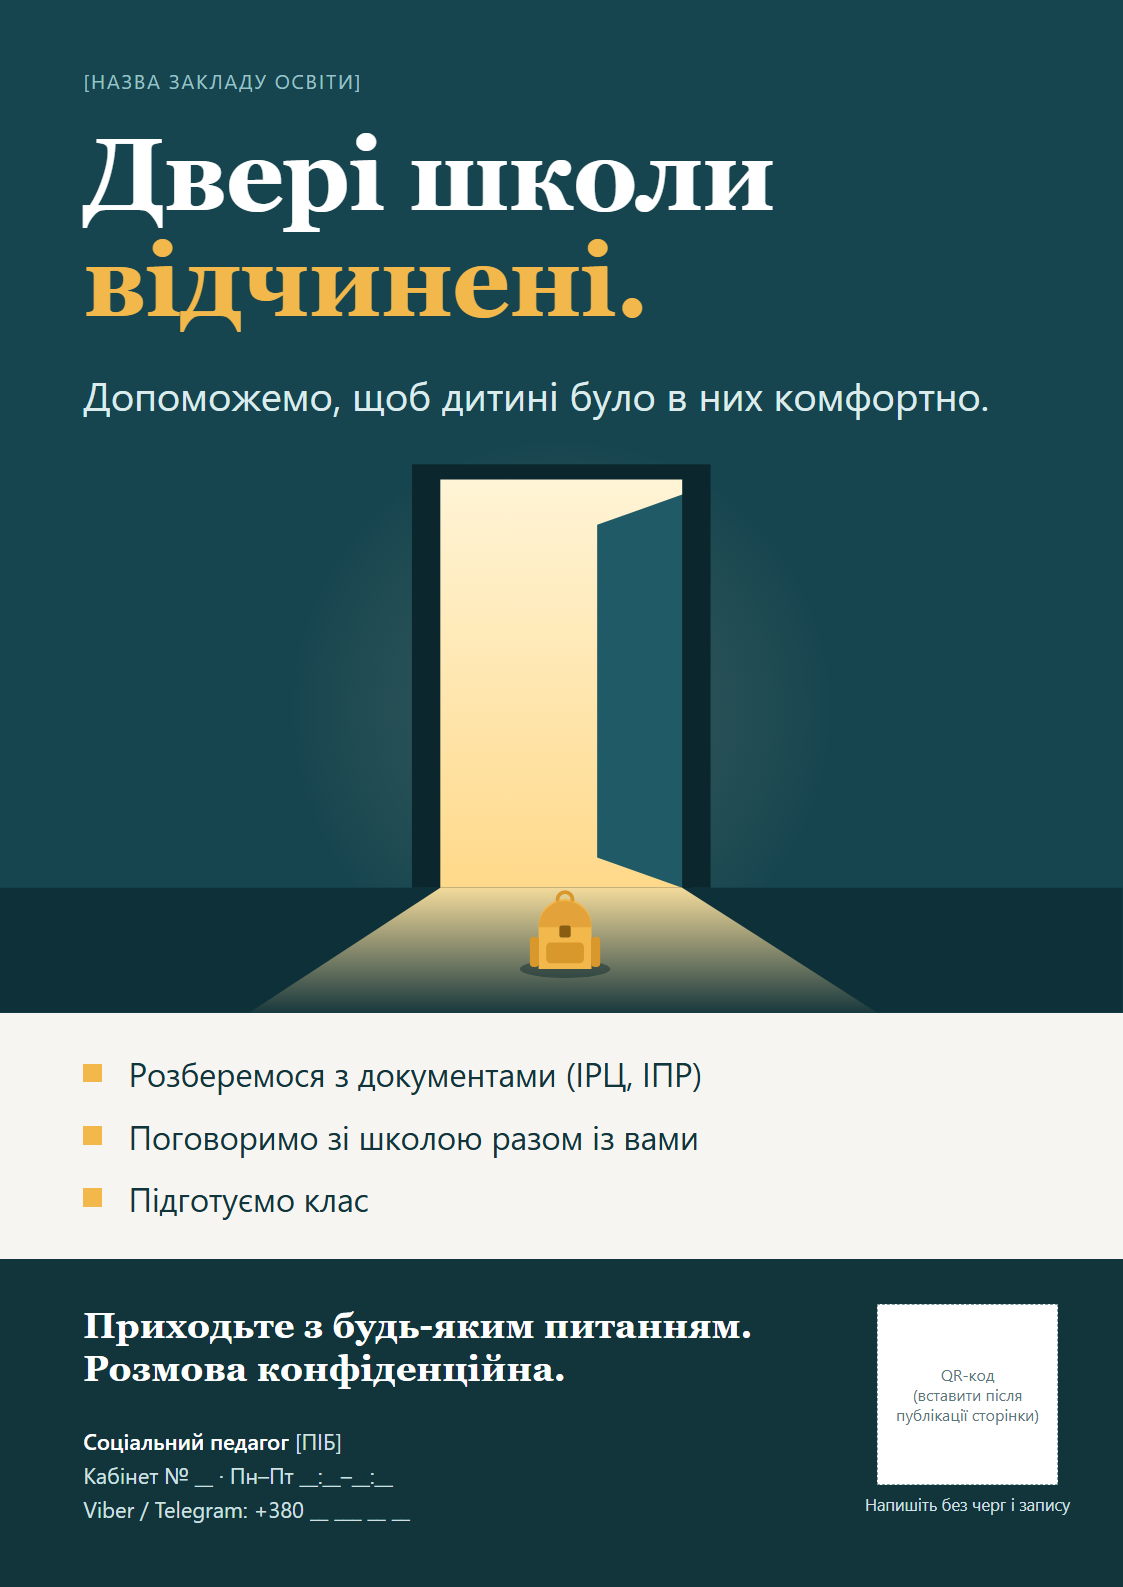 [НАЗВА ЗАКЛАДУ ОСВІТИ]
Двері школи
відчинені.
Допоможемо, щоб дитині було в них комфортно.
Розберемося з документами (ІРЦ, ІПР)
Поговоримо зі школою разом із вами
Підготуємо клас
Приходьте з будь-яким питанням.
Розмова конфіденційна.
Соціальний педагог [ПІБ]
Кабінет № __ · Пн–Пт __:__–__:__
Viber / Telegram: +380 __ ___ __ __
QR-код
(вставити після
публікації сторінки)
Напишіть без черг і запису